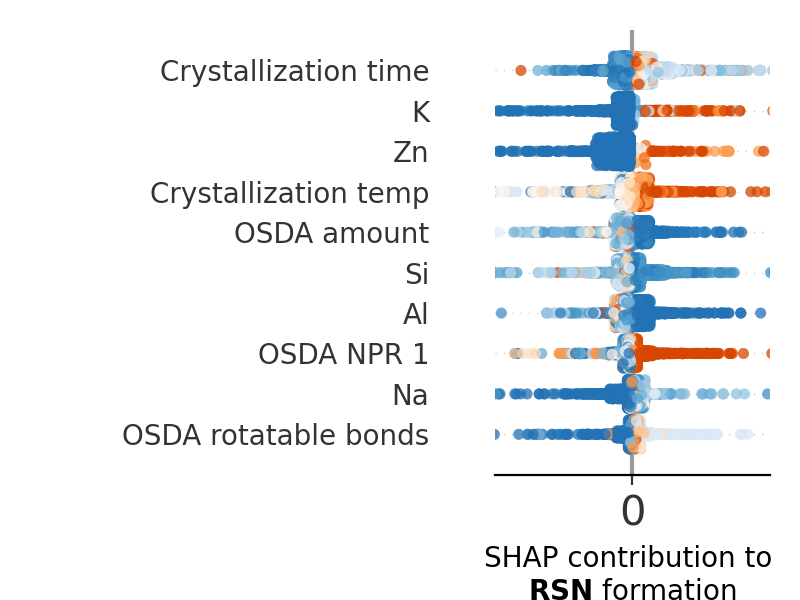 Crystallization time
K
Zn
Crystallization temp
OSDA amount
Si
Al
OSDA NPR 1
Na
OSDA rotatable bonds
0
SHAP contribution to
RSN formation